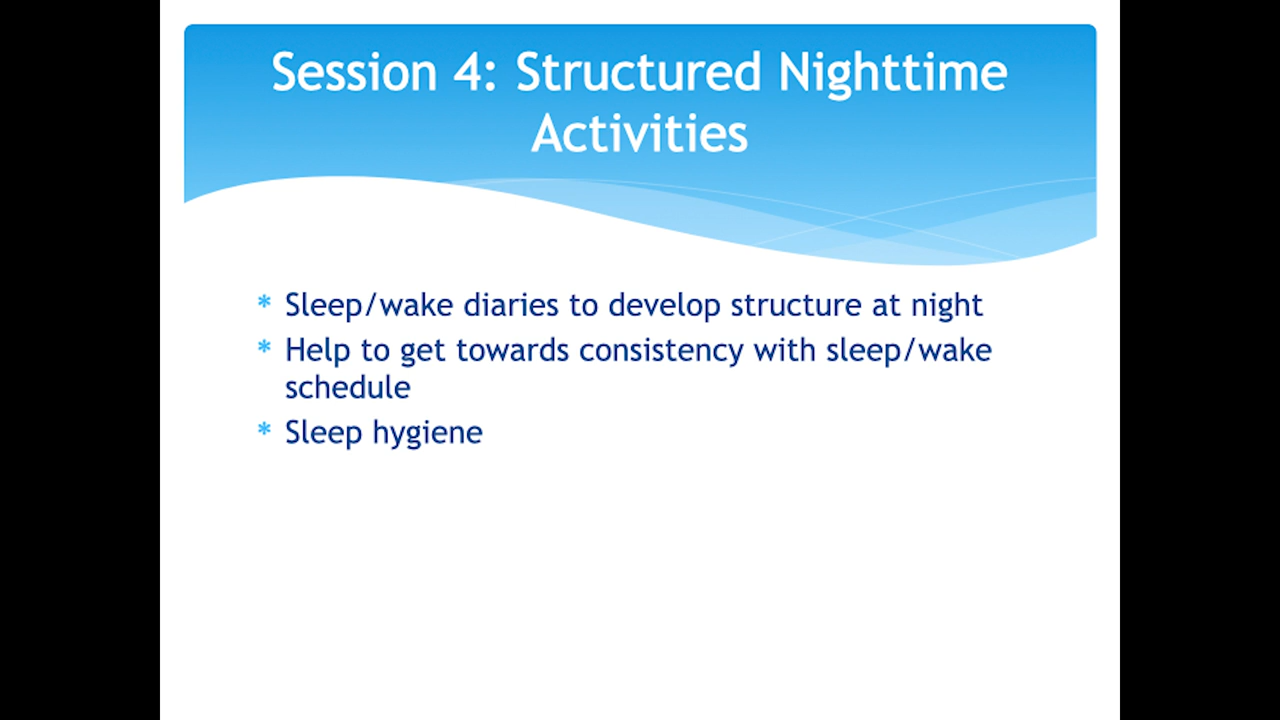 Session 4: Structured Nighttime
Activities
* Sleep/wake diaries to develop structure at night
* Help to get towards consistency with sleep/wake
schedule
* Sleep hygiene